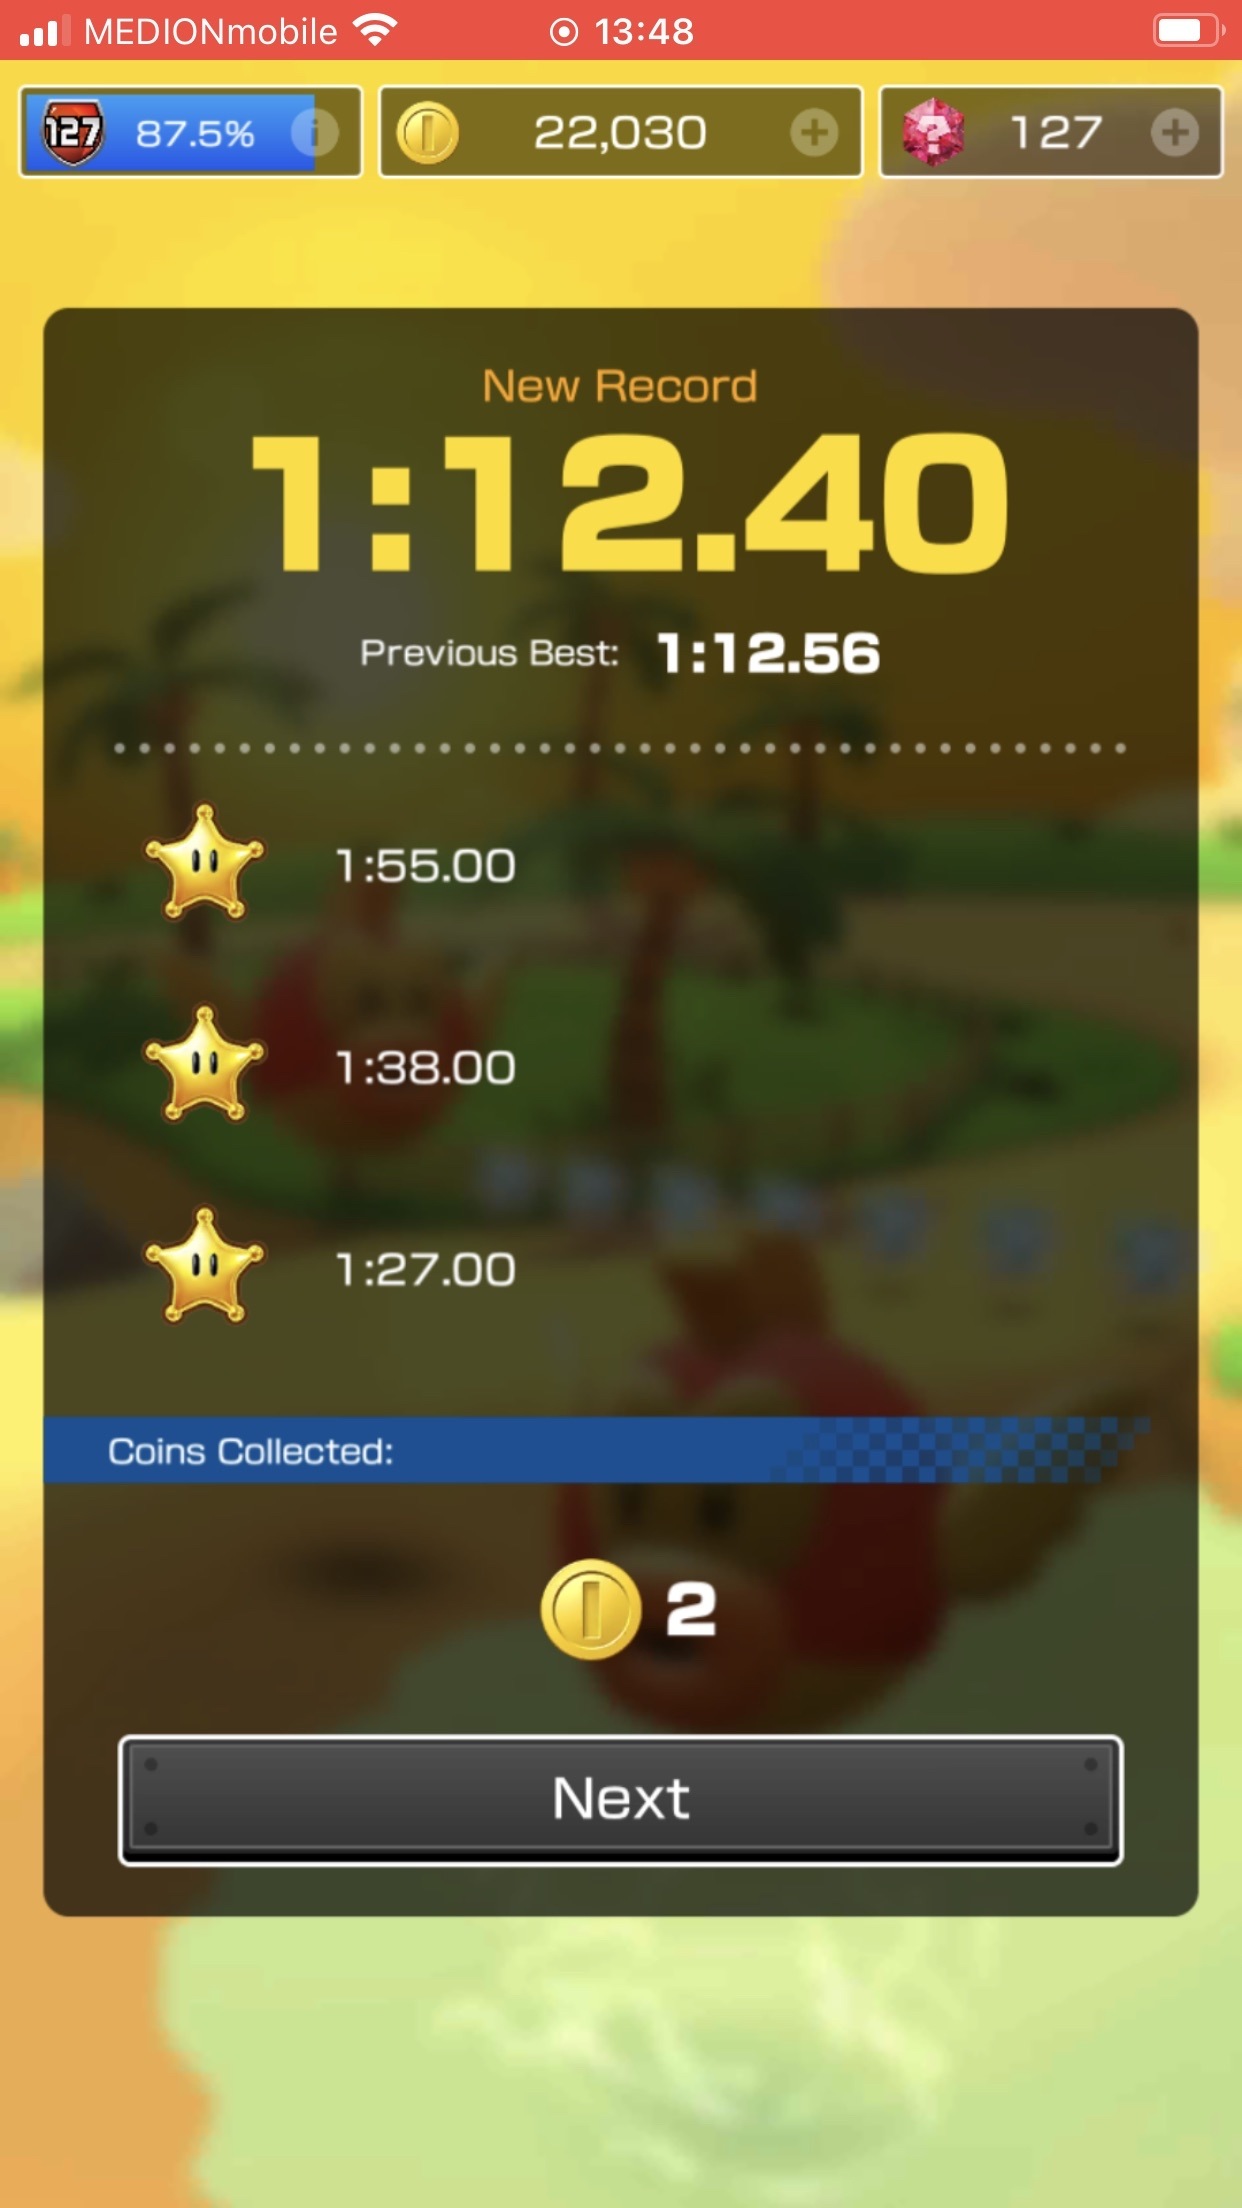 MEDIONmobile 13:48
127 87.5% i 22,030 + ? 127 +
New Record
1:12.40
Previous Best: 1:12.56
1:55.00
1:38.00
1:27.00
Coins Collected:
2
Next